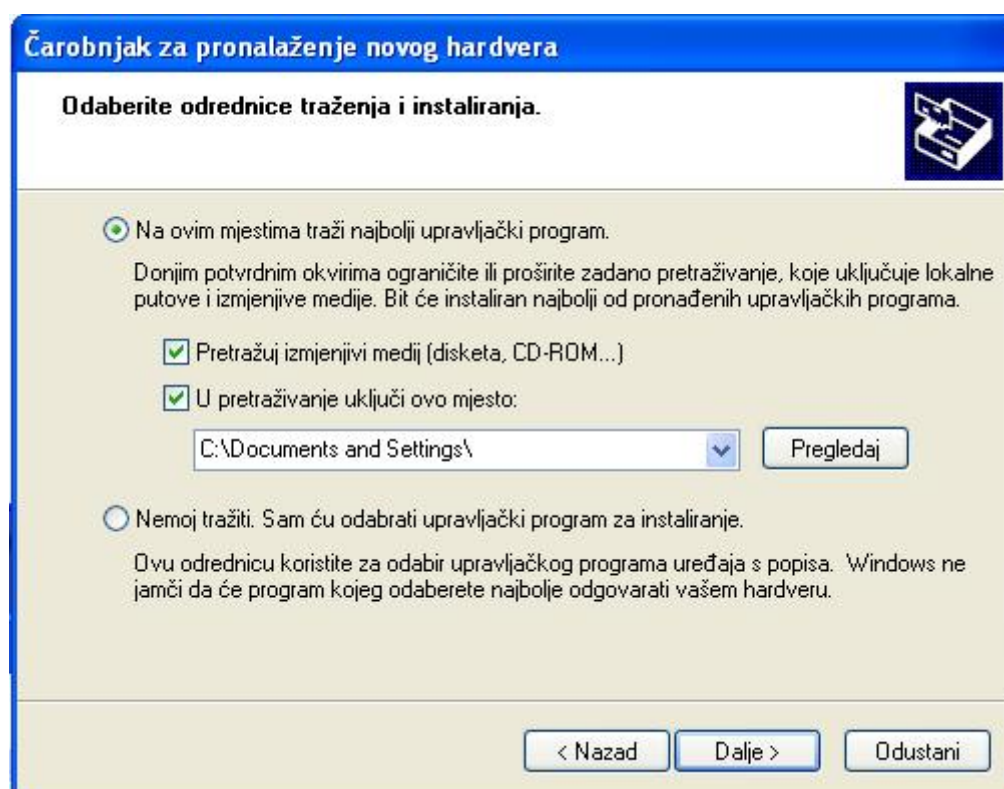 Čarobnjak za pronalaženje novog hardvera
Odaberite odrednice traženja i instaliranja.
Na ovim mjestima traži najbolji upravljački program.
Donjim potvrdnim okvirima ograničite ili proširite zadano pretraživanje, koje uključuje lokalne
putove i izmjenjive medije. Bit će instaliran najbolji od pronađenih upravljačkih programa.
Pretražuj izmjenjivi medij (disketa, CD-ROM...)
U pretraživanje uključi ovo mjesto:
C:\Documents and Settings\
Pregledaj
Nemoj tražiti. Sam ću odabrati upravljački program za instaliranje.
Ovu odrednicu koristite za odabir upravljačkog programa uređaja s popisa. Windows ne
jamči da će program kojeg odaberete najbolje odgovarati vašem hardveru.
< Nazad
Dalje >
Odustani